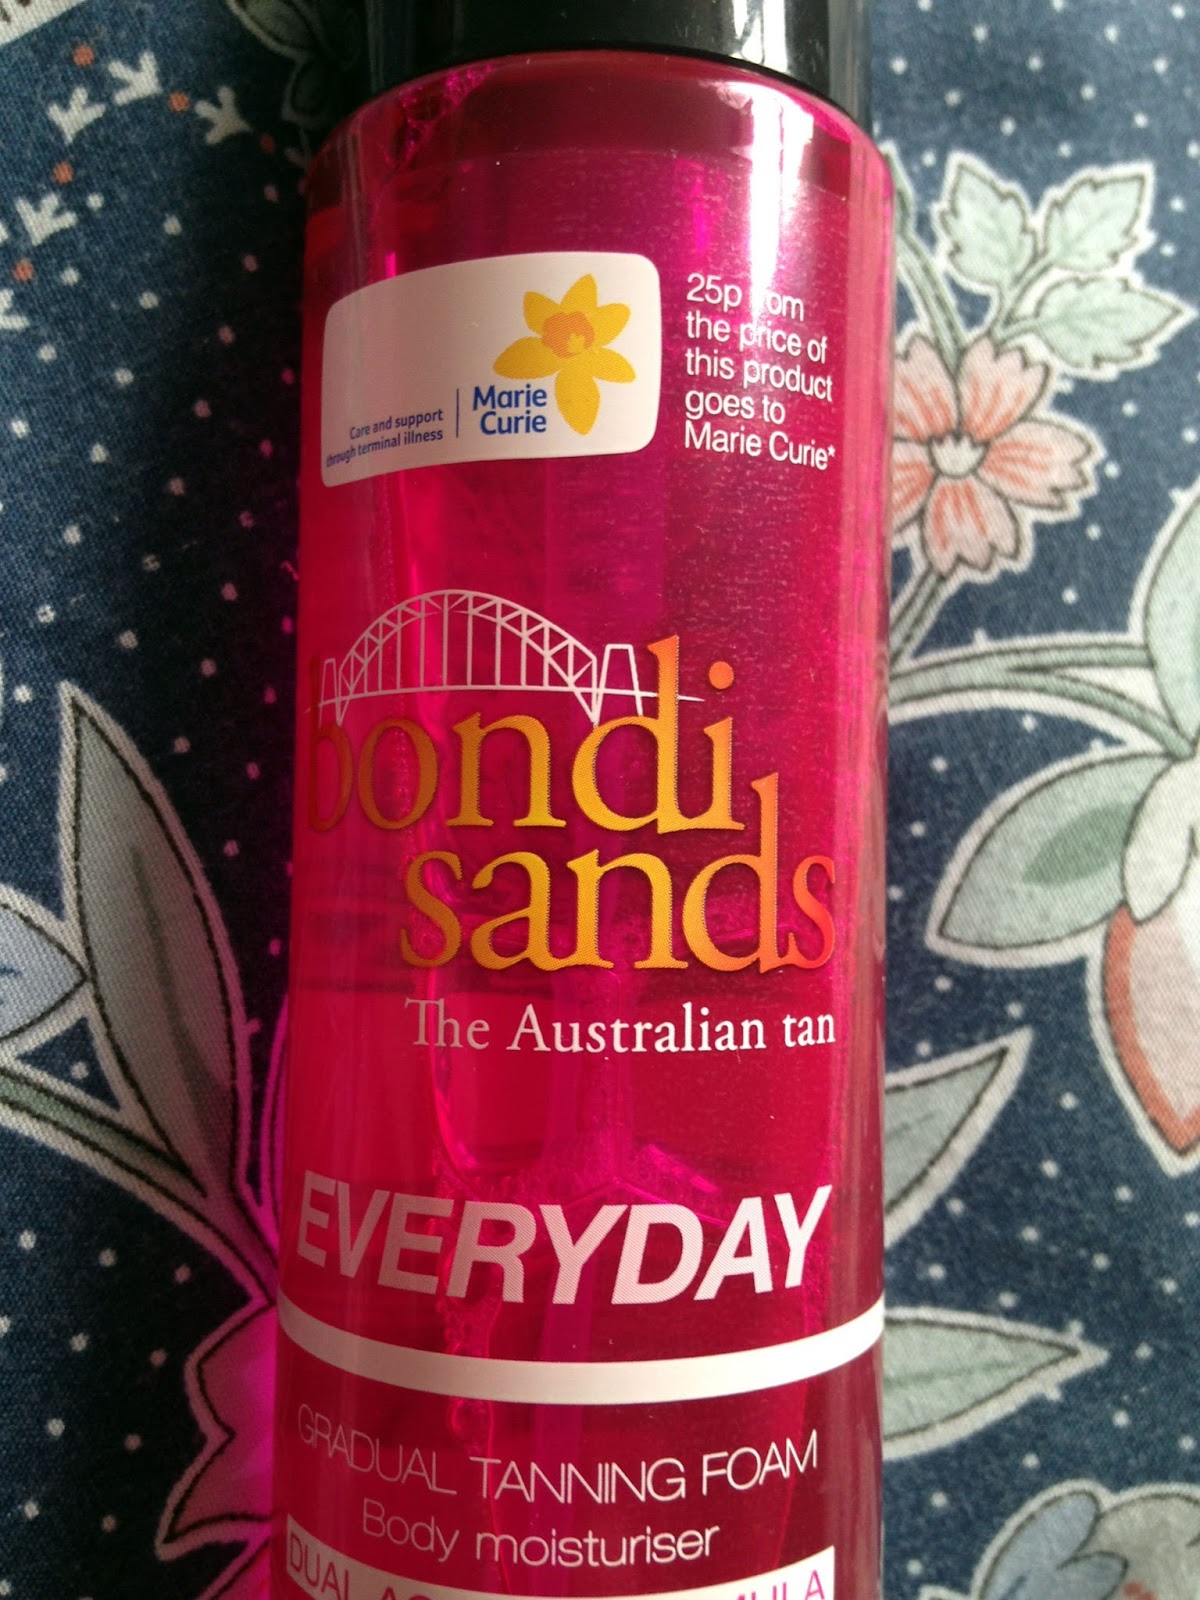 Care and support
through terminal illness
Marie
Curie
25p from
the price of
this product
goes to
Marie Curie*
bondi
sands
The Australian tan
EVERYDAY
GRADUAL TANNING FOAM
Body moisturiser
DUAL